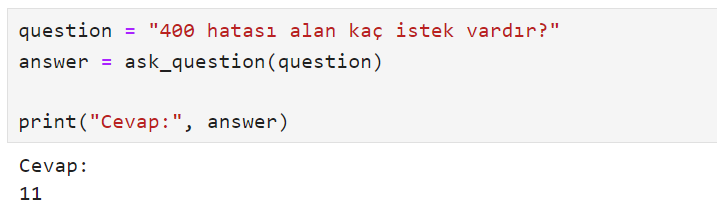 question = "400 hatası alan kaç istek vardır?"
answer = ask_question(question)
print("Cevap:", answer)
Cevap:
11